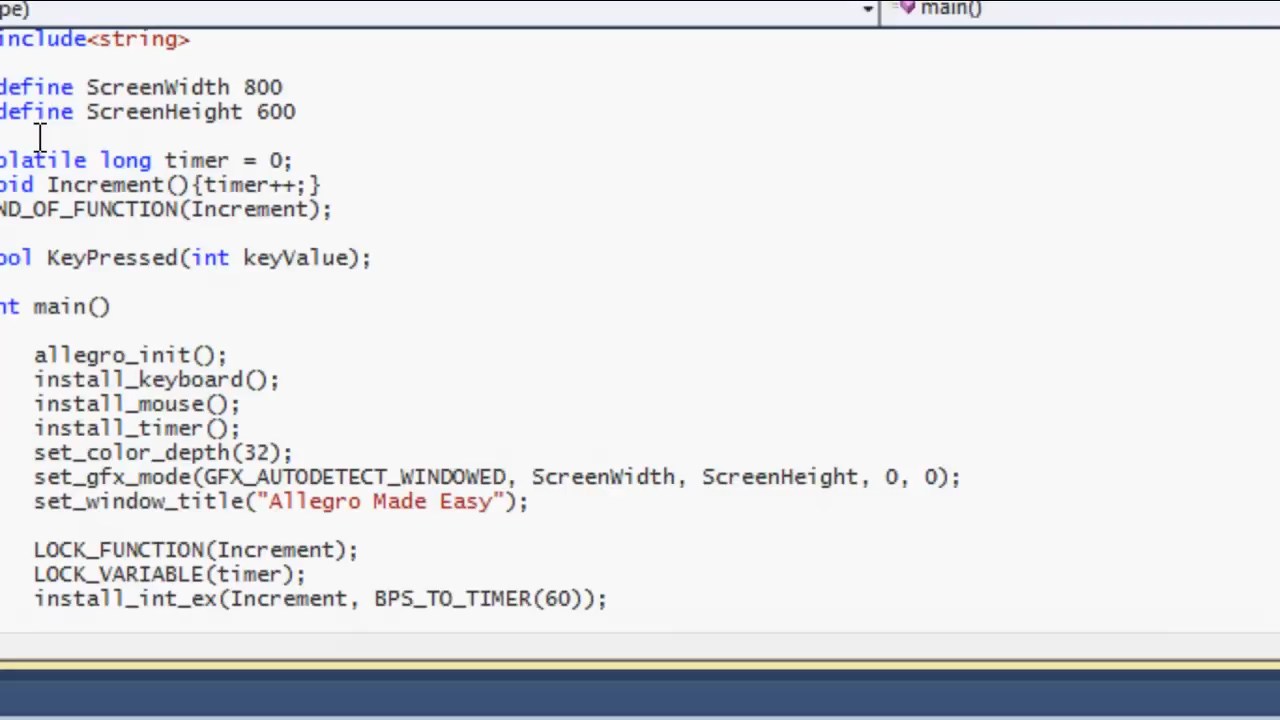 pe) main()
include<string>
define ScreenWidth 800
define ScreenHeight 600
olatile long timer = 0;
oid Increment(){timer++;}
ND_OF_FUNCTION(Increment);
ool KeyPressed(int keyValue);
nt main()
allegro_init();
install_keyboard();
install_mouse();
install_timer();
set_color_depth(32);
set_gfx_mode(GFX_AUTODETECT_WINDOWED, ScreenWidth, ScreenHeight, 0, 0);
set_window_title("Allegro Made Easy");
LOCK_FUNCTION(Increment);
LOCK_VARIABLE(timer);
install_int_ex(Increment, BPS_TO_TIMER(60));